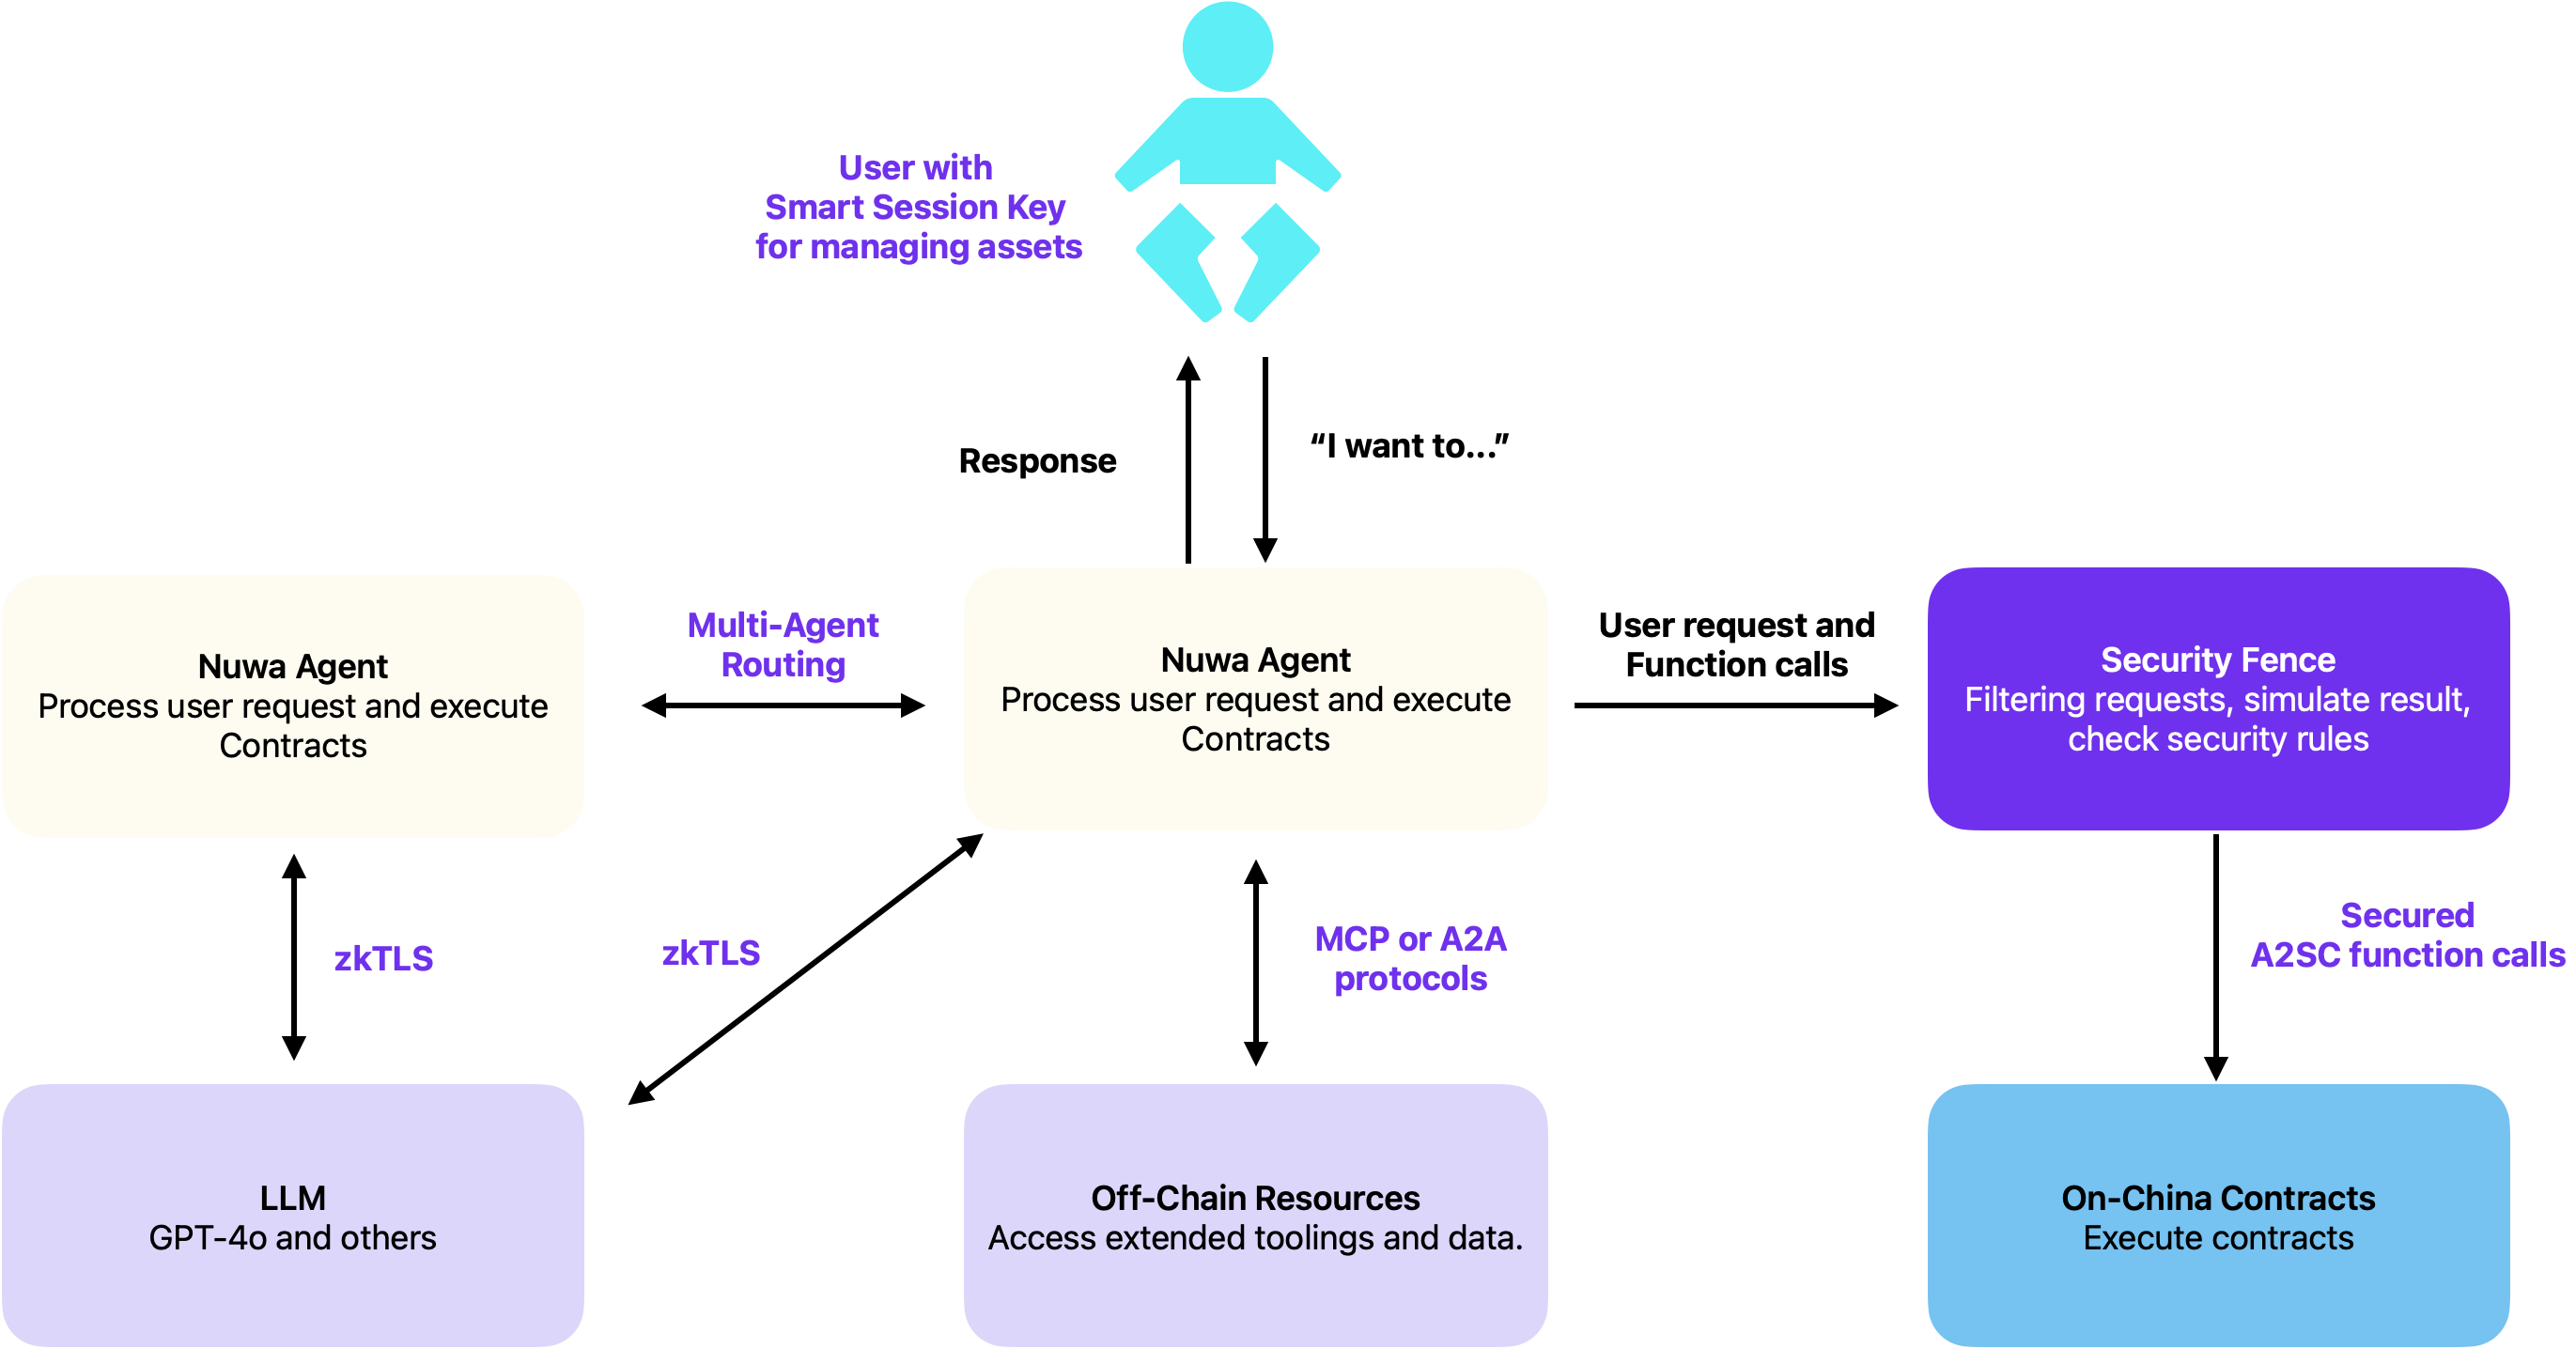 User with
Smart Session Key
for managing assets
Response
“I want to...”
Nuwa Agent
Process user request and execute
Contracts
Multi-Agent
Routing
Nuwa Agent
Process user request and execute
Contracts
User request and
Function calls
Security Fence
Filtering requests, simulate result,
check security rules
zkTLS
zkTLS
MCP or A2A
protocols
Secured
A2SC function calls
LLM
GPT-4o and others
Off-Chain Resources
Access extended toolings and data.
On-China Contracts
Execute contracts